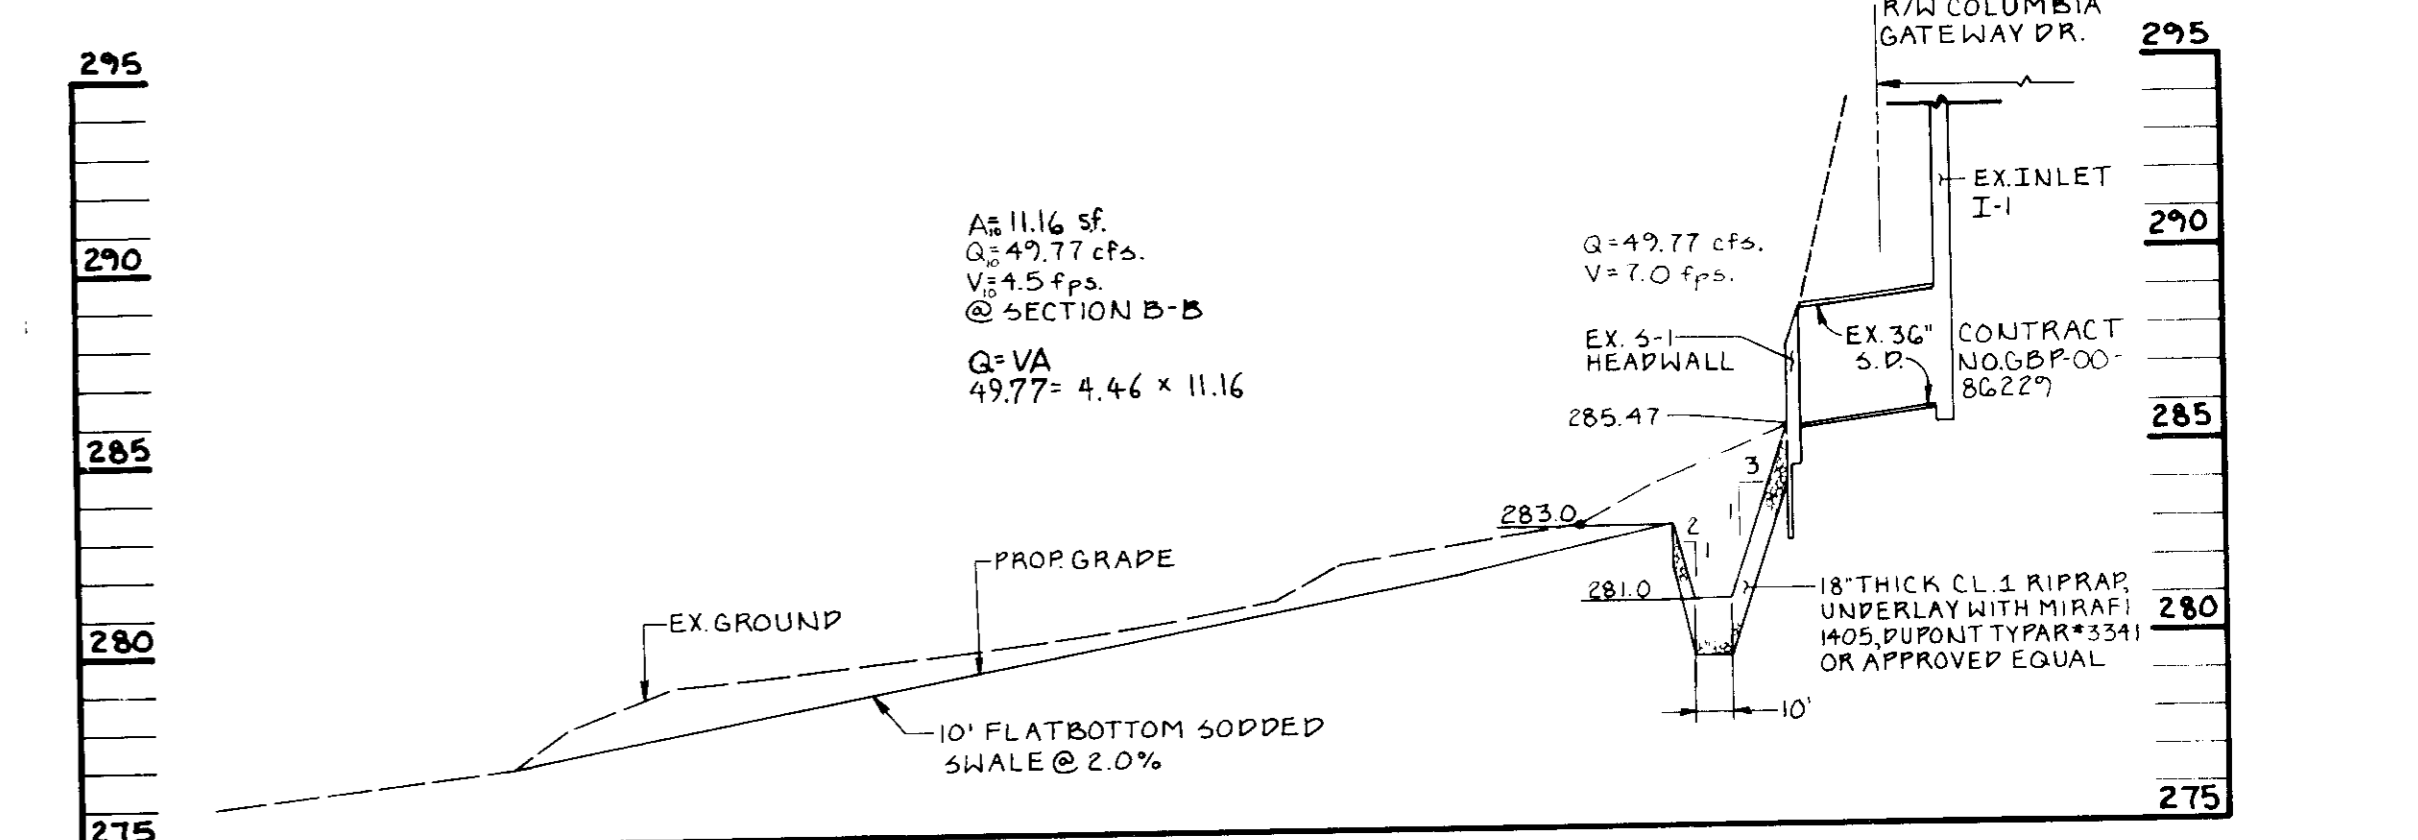 R/W COLUMBIA
GATEWAY DR.
295
295
290
290
285
285
280
280
275
275
A10= 11.16 sf.
Q10= 49.77 cfs.
V10= 4.5 fps.
@ SECTION B-B
Q= VA
49.77= 4.46 × 11.16
Q=49.77 cfs.
V= 7.0 fps.
EX. INLET
I-1
EX. S-1
HEADWALL
EX. 36"
S.D.
CONTRACT
NO.GBP-00-
86229
285.47
3
1
283.0
2
1
281.0
PROP. GRADE
EX. GROUND
10' FLATBOTTOM SODDED
SWALE @ 2.0%
18" THICK CL.1 RIPRAP,
UNDERLAY WITH MIRAFI
1405, DUPONT TYPAR #3341
OR APPROVED EQUAL
10'